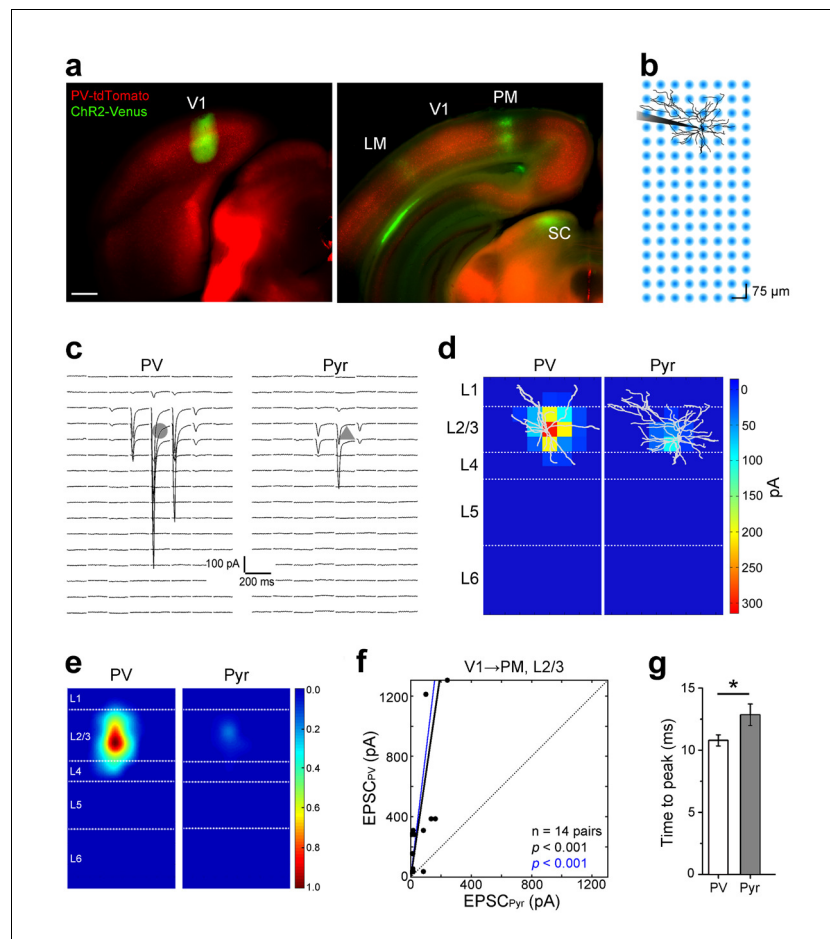 a
PV-tdTomato
ChR2-Venus
V1
LM
V1
PM
SC
b
75 µm
c
PV
Pyr
100 pA
200 ms
d
PV
Pyr
L1
L2/3
L4
L5
L6
0
50
100
150
200
250
300
pA
e
PV
Pyr
L1
L2/3
L4
L5
L6
0.0
0.2
0.4
0.6
0.8
1.0
f
V1→PM, L2/3
1200
800
400
0
EPSCPV (pA)
n = 14 pairs
p < 0.001
p < 0.001
0
400
800
1200
EPSCPyr (pA)
g
*
15
10
5
0
Time to peak (ms)
PV
Pyr